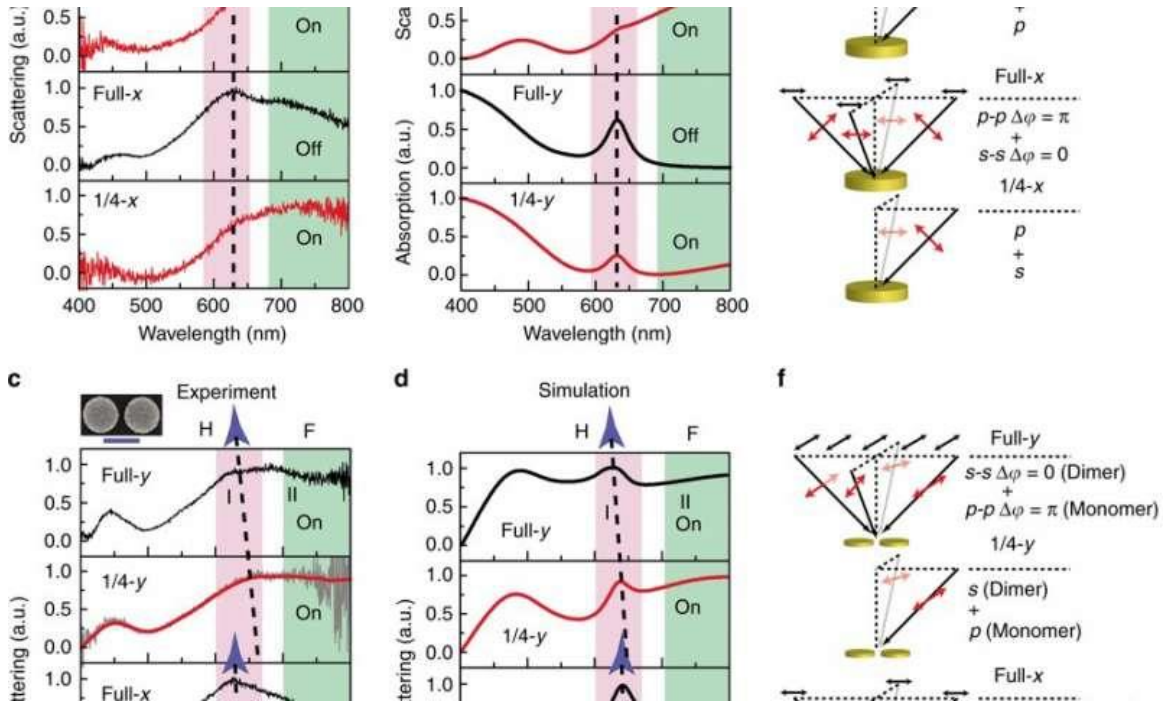 Scattering (a.u.)
0.5
0.0
On
1.0
0.5
0.0
Full-x
Off
1.0
0.5
0.0
1/4-x
On
400 500 600 700 800
Wavelength (nm)
Sca
0.5
0.0
On
Absorption (a.u.)
1.0
0.5
0.0
Full-y
Off
1.0
0.5
0.0
1/4-y
On
400 500 600 700 800
Wavelength (nm)
+
p
Full-x
p-p Δφ = π
+
s-s Δφ = 0
1/4-x
p
+
s
c
Experiment
H F
1.0
0.5
0.0
Full-y
I II
On
ttering (a.u.)
1.0
0.5
0.0
1/4-y
On
1.0
Full-x
d
Simulation
H F
1.0
0.5
0.0
Full-y
I II
On
ttering (a.u.)
1.0
0.5
0.0
1/4-y
On
1.0
f
Full-y
s-s Δφ = 0 (Dimer)
+
p-p Δφ = π (Monomer)
1/4-y
s (Dimer)
+
p (Monomer)
Full-x